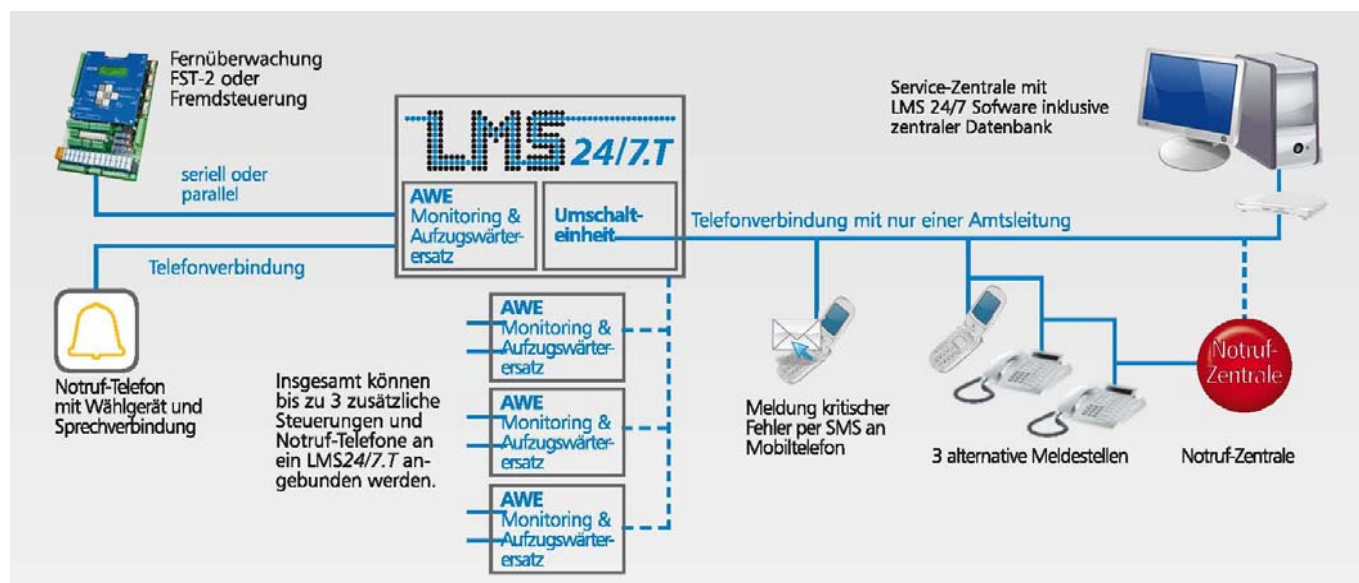 Fernüberwachung
FST-2 oder
Fremdsteuerung
seriell oder
parallel
Telefonverbindung
Notruf-Telefon
mit Wählgerät und
Sprechverbindung
LMS 24/7.T
AWE
Monitoring &
Aufzugswärter-
ersatz
Umschalt-
einheit
Insgesamt können
bis zu 3 zusätzliche
Steuerungen und
Notruf-Telefone an
ein LMS24/7.T an-
gebunden werden.
AWE
Monitoring &
Aufzugswärter-
ersatz
AWE
Monitoring &
Aufzugswärter-
ersatz
AWE
Monitoring &
Aufzugswärter-
ersatz
Service-Zentrale mit
LMS 24/7 Sofware inklusive
zentraler Datenbank
Telefonverbindung mit nur einer Amtsleitung
Meldung kritischer
Fehler per SMS an
Mobiltelefon
3 alternative Meldestellen
Notruf-
Zentrale
Notruf-Zentrale